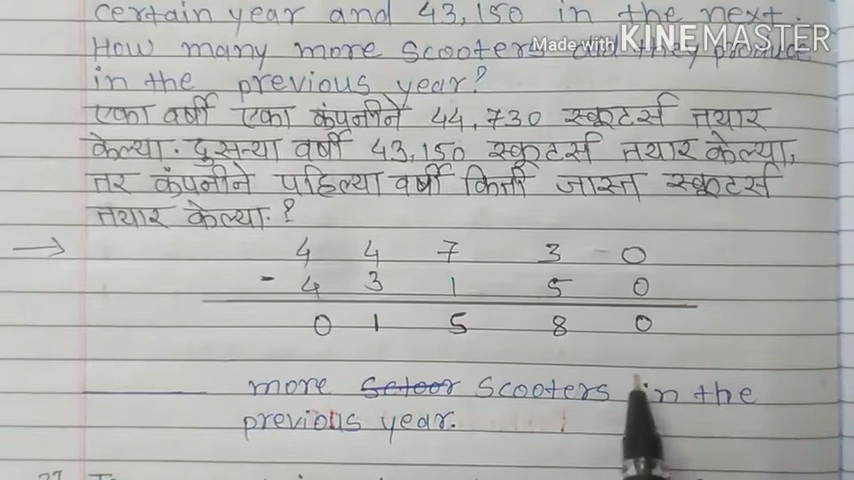 certain year and 43,150 in the next.
How many more scooters did they produce
Made with KINEMASTER
in the previous year?
एका वर्षी एका कंपनीने 44,730 स्कूटर्स तयार
केल्या. दुसऱ्या वर्षी 43,150 स्कूटर्स तयार केल्या,
तर कंपनीने पहिल्या वर्षी किती जास्त स्कूटर्स
तयार केल्या.?
→ 4 4 7 3 0
- 4 3 1 5 0
0 1 5 8 0
more scooters in the
previous year.